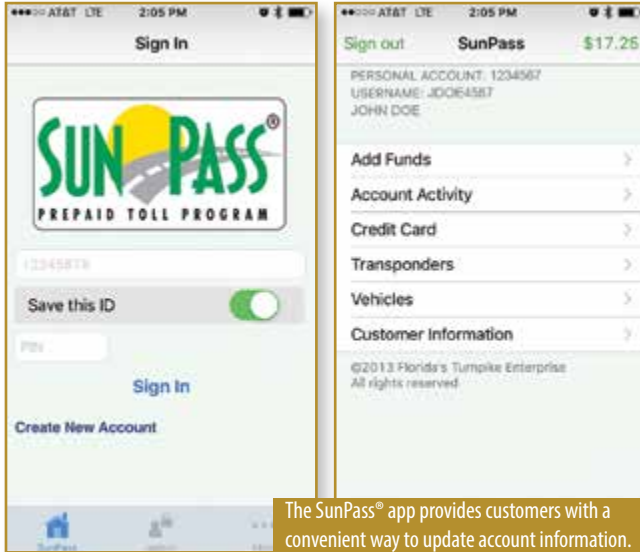 AT&T LTE 2:05 PM
Sign In
SUN PASS®
PREPAID TOLL PROGRAM
12345678
Save this ID
PIN
Sign In
Create New Account
SunPass
AT&T LTE 2:05 PM
Sign out SunPass $17.25
PERSONAL ACCOUNT: 1234567
USERNAME: JDOE4567
JOHN DOE
Add Funds
Account Activity
Credit Card
Transponders
Vehicles
Customer Information
©2013 Florida's Turnpike Enterprise
All rights reserved
The SunPass® app provides customers with a
convenient way to update account information.